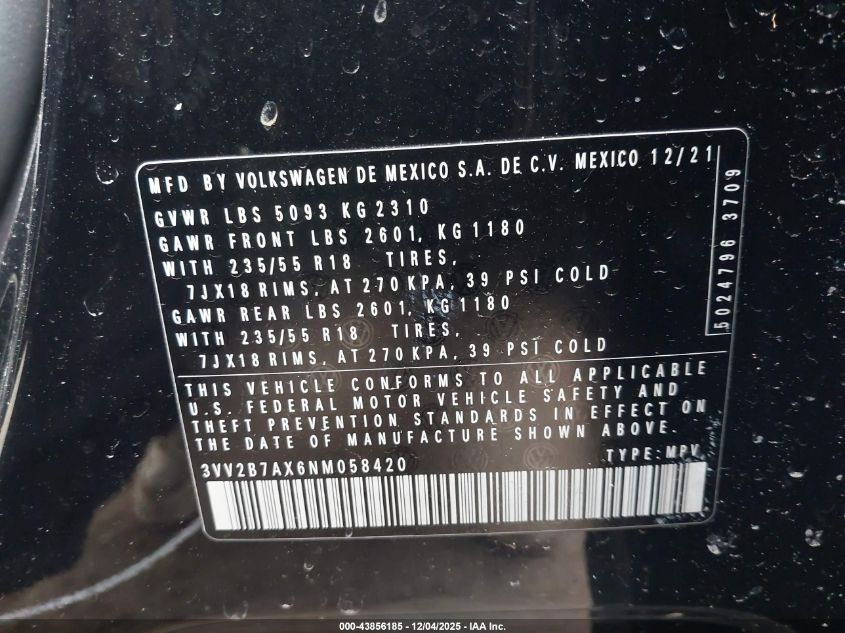 MFD BY VOLKSWAGEN DE MEXICO S.A. DE C.V. MEXICO 12/21
GVWR LBS 5093 KG 2310
GAWR FRONT LBS 2601, KG 1180
WITH 235/55 R18 TIRES,
7JX18 RIMS, AT 270 KPA, 39 PSI COLD
GAWR REAR LBS 2601, KG 1180
WITH 235/55 R18 TIRES,
7JX18 RIMS, AT 270 KPA, 39 PSI COLD
5024796 3709
THIS VEHICLE CONFORMS TO ALL APPLICABLE
U.S. FEDERAL MOTOR VEHICLE SAFETY AND
THEFT PREVENTION STANDARDS IN EFFECT ON
THE DATE OF MANUFACTURE SHOWN ABOVE.
3VV2B7AX6NM058420 TYPE: MPV
000-43856185 - 12/04/2025 - IAA Inc.